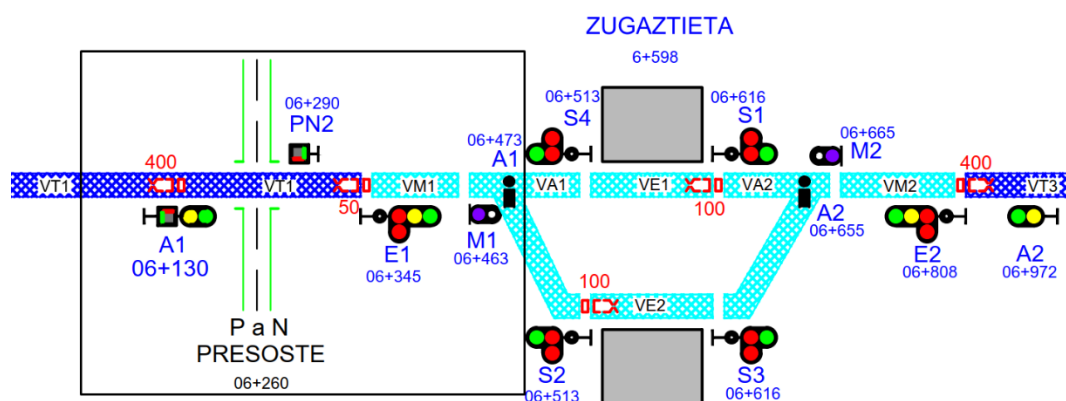 ZUGAZTIETA
6+598
06+290
PN2
06+513
S4
06+616
S1
06+473
A1
06+665
M2
400
VT1
VT1
50
VM1
VA1
VE1
100
VA2
VM2
400
VT3
A1
06+130
E1
06+345
M1
06+463
A2
06+655
E2
06+808
A2
06+972
100
VE2
P a N
PRESOSTE
06+260
S2
06+513
S3
06+616